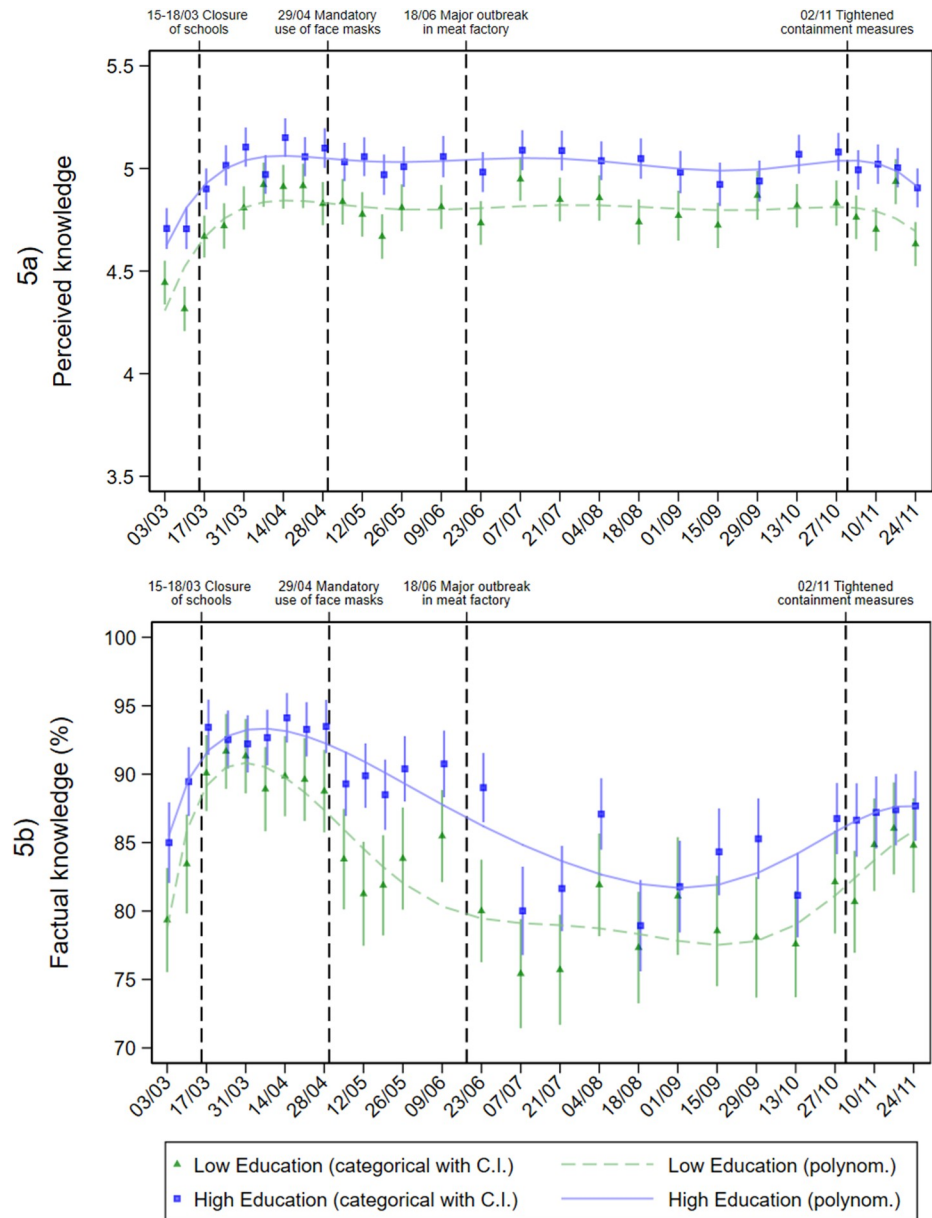 15-18/03 Closure
of schools
29/04 Mandatory
use of face masks
18/06 Major outbreak
in meat factory
02/11 Tightened
containment measures
5a)
Perceived knowledge
5.5
5
4.5
4
3.5
03/03
17/03
31/03
14/04
28/04
12/05
26/05
09/06
23/06
07/07
21/07
04/08
18/08
01/09
15/09
29/09
13/10
27/10
10/11
24/11
15-18/03 Closure
of schools
29/04 Mandatory
use of face masks
18/06 Major outbreak
in meat factory
02/11 Tightened
containment measures
5b)
Factual knowledge (%)
100
95
90
85
80
75
70
03/03
17/03
31/03
14/04
28/04
12/05
26/05
09/06
23/06
07/07
21/07
04/08
18/08
01/09
15/09
29/09
13/10
27/10
10/11
24/11
Low Education (categorical with C.I.)
Low Education (polynom.)
High Education (categorical with C.I.)
High Education (polynom.)